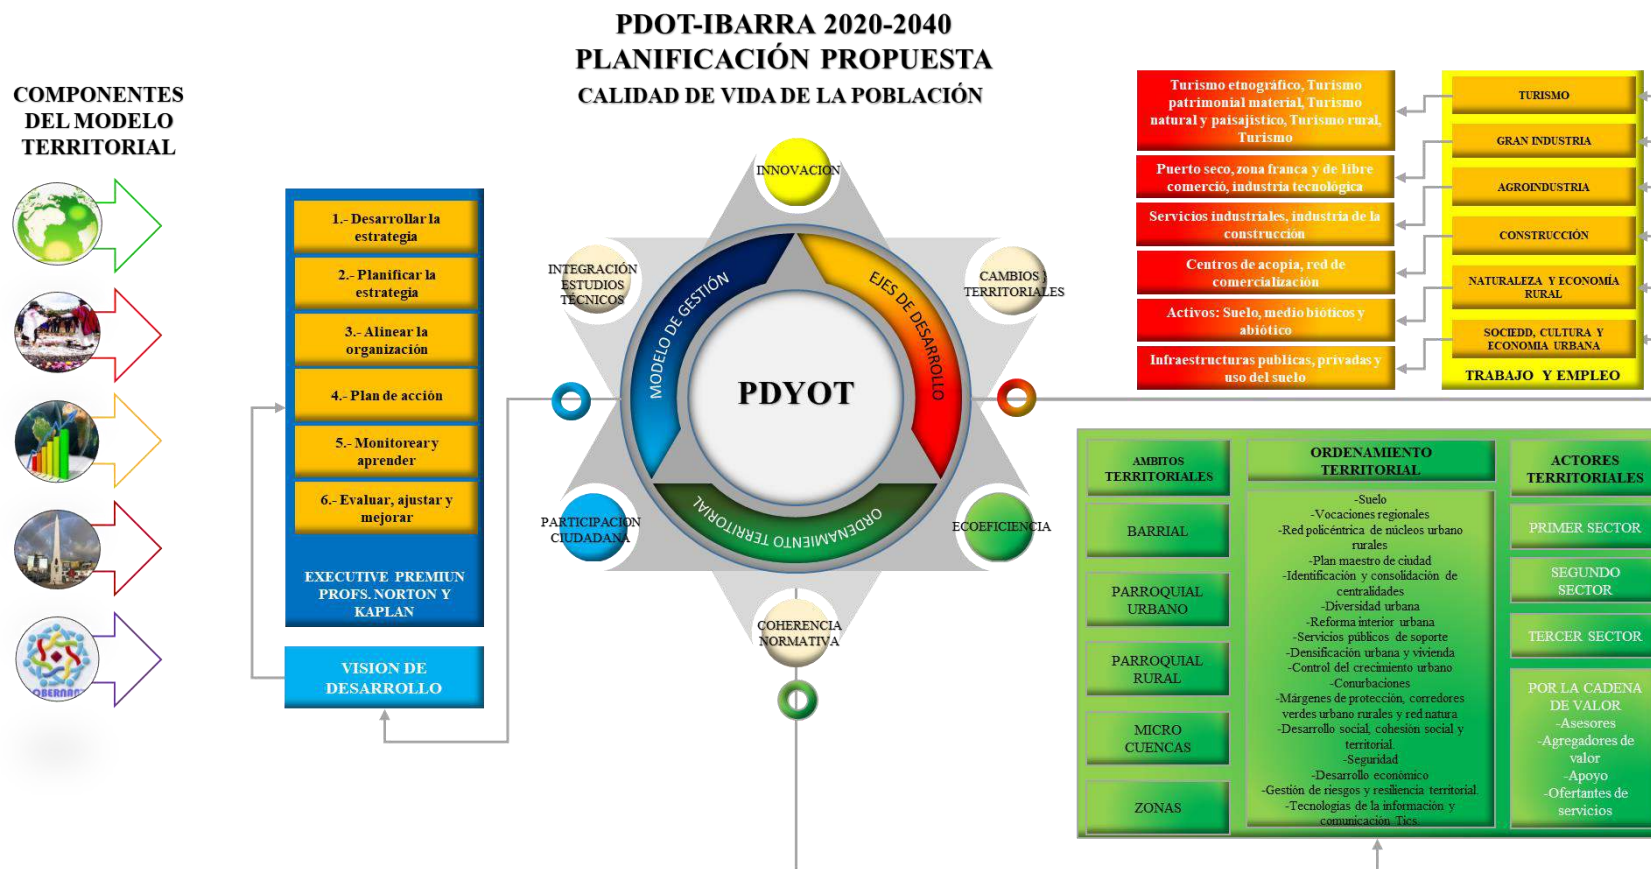 PDOT-IBARRA 2020-2040
PLANIFICACIÓN PROPUESTA
CALIDAD DE VIDA DE LA POBLACIÓN
COMPONENTES
DEL MODELO
TERRITORIAL
OBERNAN
1.- Desarrollar la
estrategia
2.- Planificar la
estrategia
3.- Alinear la
organización
4.- Plan de acción
5.- Monitorear y
aprender
6.- Evaluar, ajustar y
mejorar
EXECUTIVE PREMIUN
PROFS. NORTON Y
KAPLAN
VISION DE
DESARROLLO
INNOVACION
INTEGRACIÓN
ESTUDIOS
TÉCNICOS
CAMBIOS }
TERRITORIALES
MODELO DE GESTIÓN
EJES DE DESARROLLO
PDYOT
ORDENAMIENTO TERRITORIAL
PARTICIPACION
CIUDADANA
ECOEFICIENCIA
COHERENCIA
NORMATIVA
Turismo etnográfico, Turismo
patrimonial material, Turismo
natural y paisajístico, Turismo rural,
Turismo
Puerto seco, zona franca y de libre
comerció, industria tecnológica
Servicios industriales, industria de la
construcción
Centros de acopia, red de
comercialización
Activos: Suelo, medio bióticos y
abiótico
Infraestructuras publicas, privadas y
uso del suelo
TURISMO
GRAN INDUSTRIA
AGROINDUSTRIA
CONSTRUCCIÓN
NATURALEZA Y ECONOMÍA
RURAL
SOCIEDD, CULTURA Y
ECONOMIA URBANA
TRABAJO Y EMPLEO
AMBITOS
TERRITORIALES
BARRIAL
PARROQUIAL
URBANO
PARROQUIAL
RURAL
MICRO
CUENCAS
ZONAS
ORDENAMIENTO
TERRITORIAL
-Suelo
-Vocaciones regionales
-Red policéntrica de núcleos urbano
rurales
-Plan maestro de ciudad
-Identificación y consolidación de
centralidades
-Diversidad urbana
-Reforma interior urbana
-Servicios públicos de soporte
-Densificación urbana y vivienda
-Control del crecimiento urbano
-Conurbaciones
-Márgenes de protección, corredores
verdes urbano rurales y red natura
-Desarrollo social, cohesión social y
territorial.
-Seguridad
-Desarrollo económico
-Gestión de riesgos y resiliencia territorial.
-Tecnologías de la información y
comunicación Tics.
ACTORES
TERRITORIALES
PRIMER SECTOR
SEGUNDO
SECTOR
TERCER SECTOR
POR LA CADENA
DE VALOR
-Asesores
-Agregadores de
valor
-Apoyo
-Ofertantes de
servicios